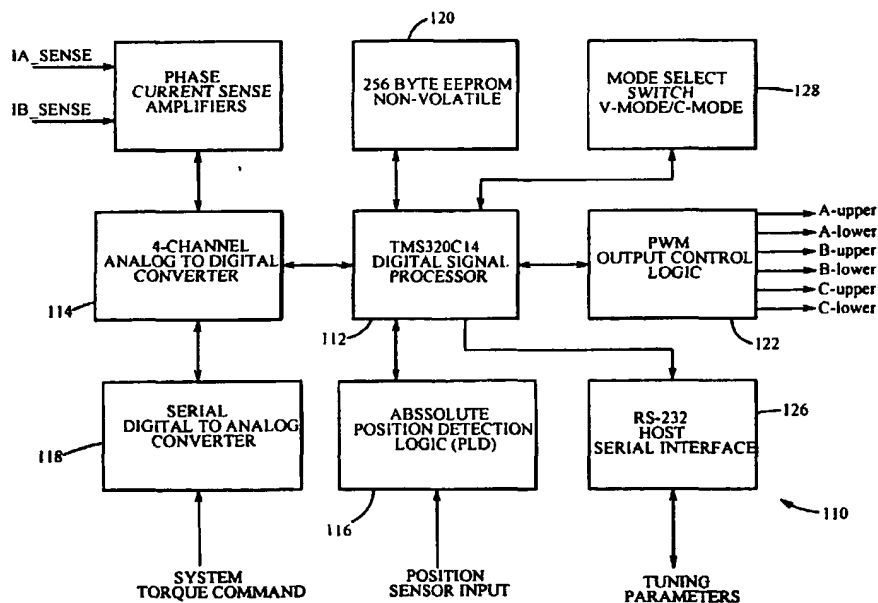 120
IA_SENSE
PHASE
CURRENT SENSE
AMPLIFIERS
IB_SENSE
256 BYTE EEPROM
NON-VOLATILE
MODE SELECT
SWITCH
V-MODE/C-MODE
128
4-CHANNEL
ANALOG TO DIGITAL
CONVERTER
114
TMS320C14
DIGITAL SIGNAL
PROCESSOR
112
PWM
OUTPUT CONTROL
LOGIC
122
A-upper
A-lower
B-upper
B-lower
C-upper
C-lower
SERIAL
DIGITAL TO ANALOG
CONVERTER
118
ABSSOLUTE
POSITION DETECTION
LOGIC (PLD)
116
RS-232
HOST
SERIAL INTERFACE
126
110
SYSTEM
TORQUE COMMAND
POSITION
SENSOR INPUT
TUNING
PARAMETERS